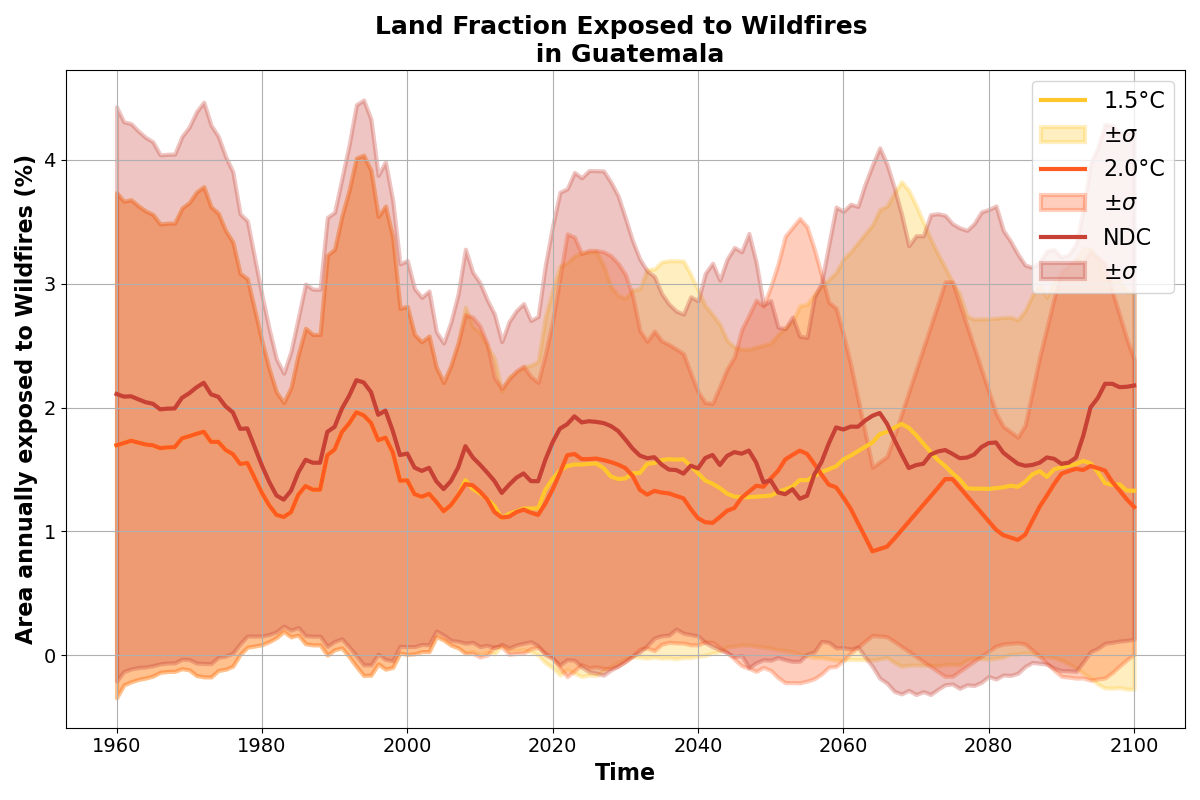 Land Fraction Exposed to Wildfires
in Guatemala
Area annually exposed to Wildfires (%)
4
3
2
1
0
1960
1980
2000
2020
2040
2060
2080
2100
Time
1.5°C
±σ
2.0°C
±σ
NDC
±σ